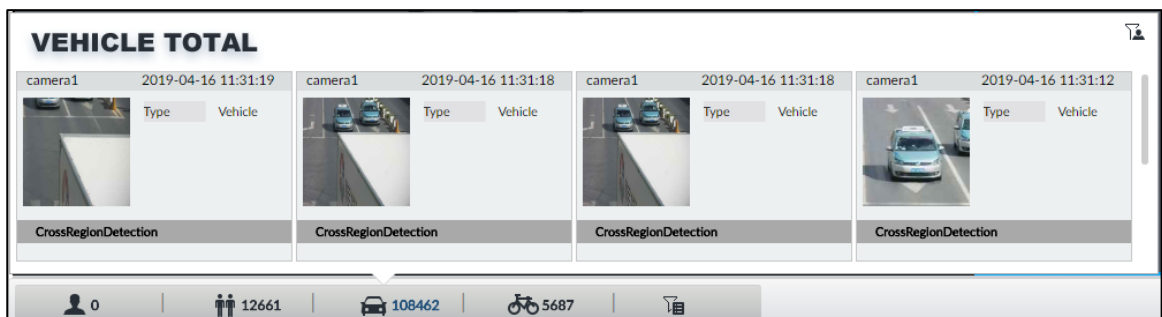 VEHICLE TOTAL
camera1 2019-04-16 11:31:19
Type Vehicle
CrossRegionDetection
camera1 2019-04-16 11:31:18
Type Vehicle
CrossRegionDetection
camera1 2019-04-16 11:31:18
Type Vehicle
CrossRegionDetection
camera1 2019-04-16 11:31:12
Type Vehicle
CrossRegionDetection
0 12661 108462 5687